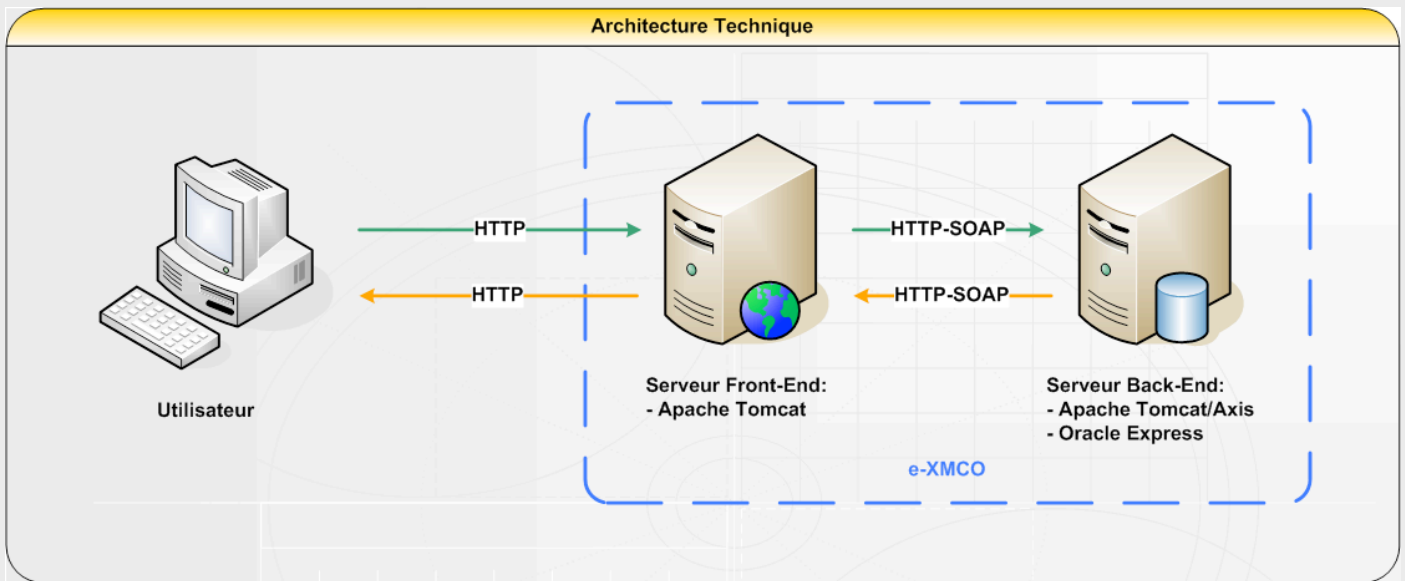 Architecture Technique
HTTP
HTTP-SOAP
HTTP
HTTP-SOAP
Utilisateur
Serveur Front-End:
- Apache Tomcat
Serveur Back-End:
- Apache Tomcat/Axis
- Oracle Express
e-XMCO